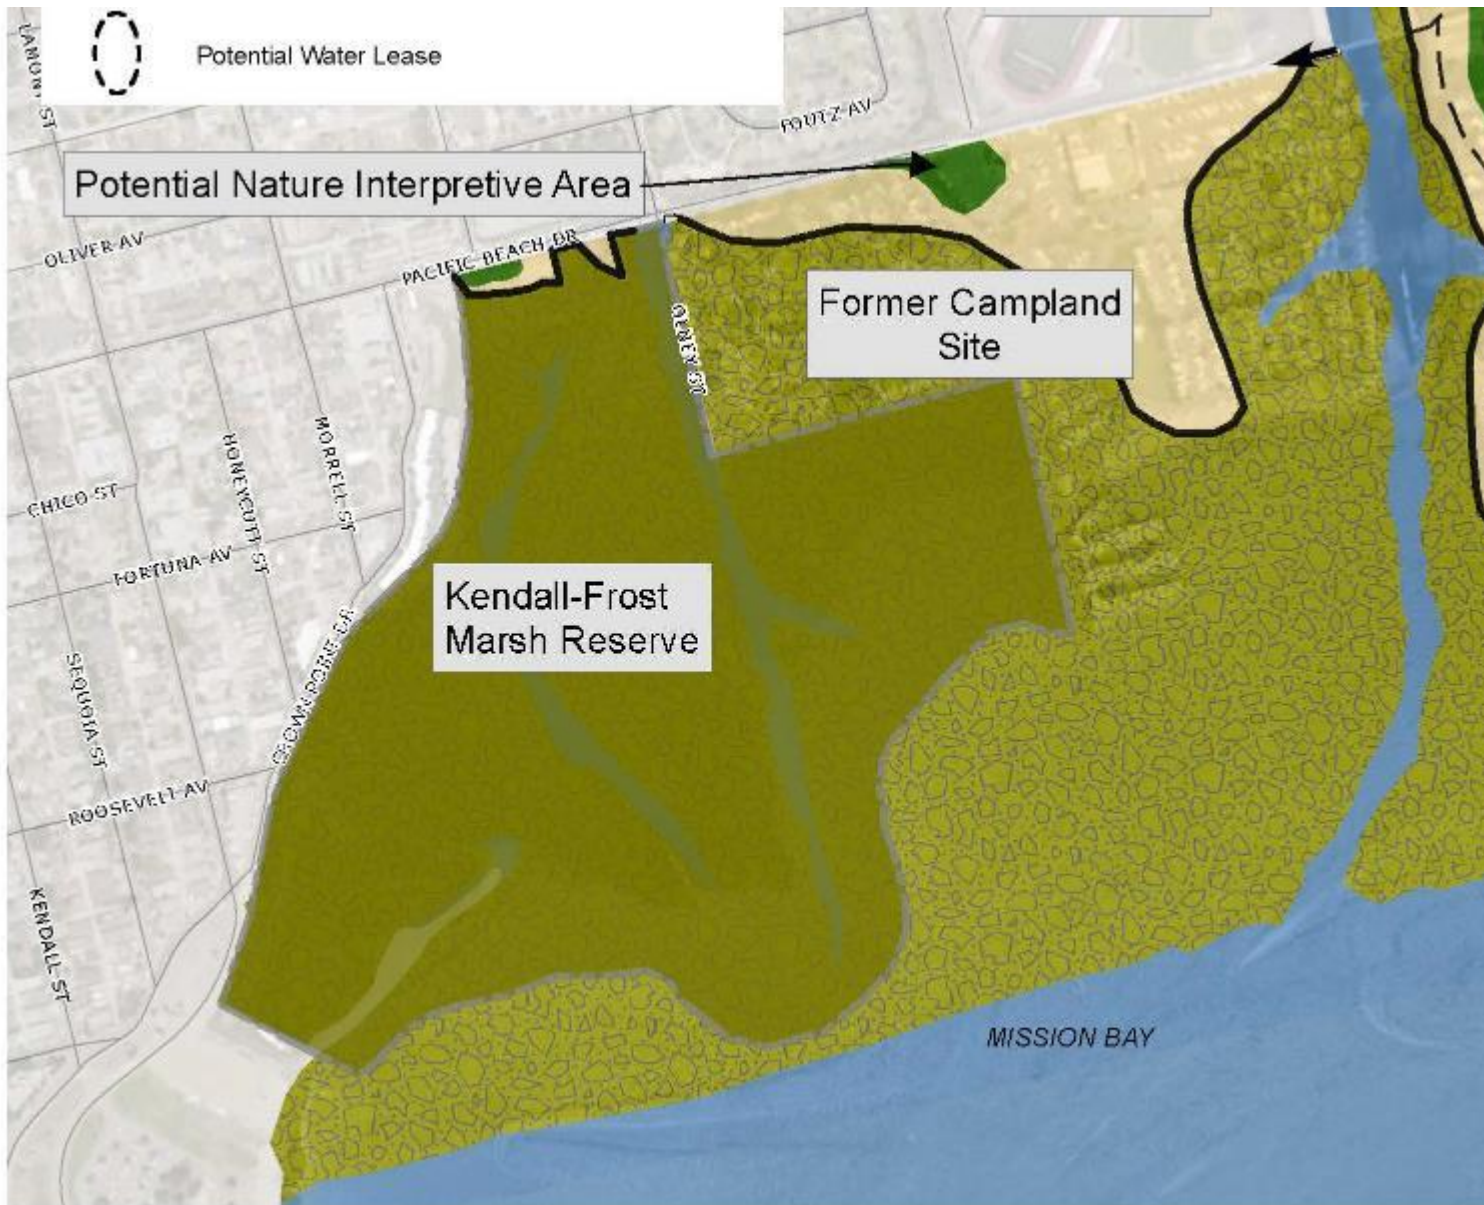 Potential Water Lease
LAMONT ST
FOUTZ AV
Potential Nature Interpretive Area
OLIVER AV
PACIFIC BEACH DR
Former Campland
Site
OLNEY ST
MORRELL ST
HONEYCUTT ST
CHICO ST
FORTUNA AV
Kendall-Frost
Marsh Reserve
CROWN POINT DR
SEQUOIA ST
ROOSEVELT AV
KENDALL ST
MISSION BAY